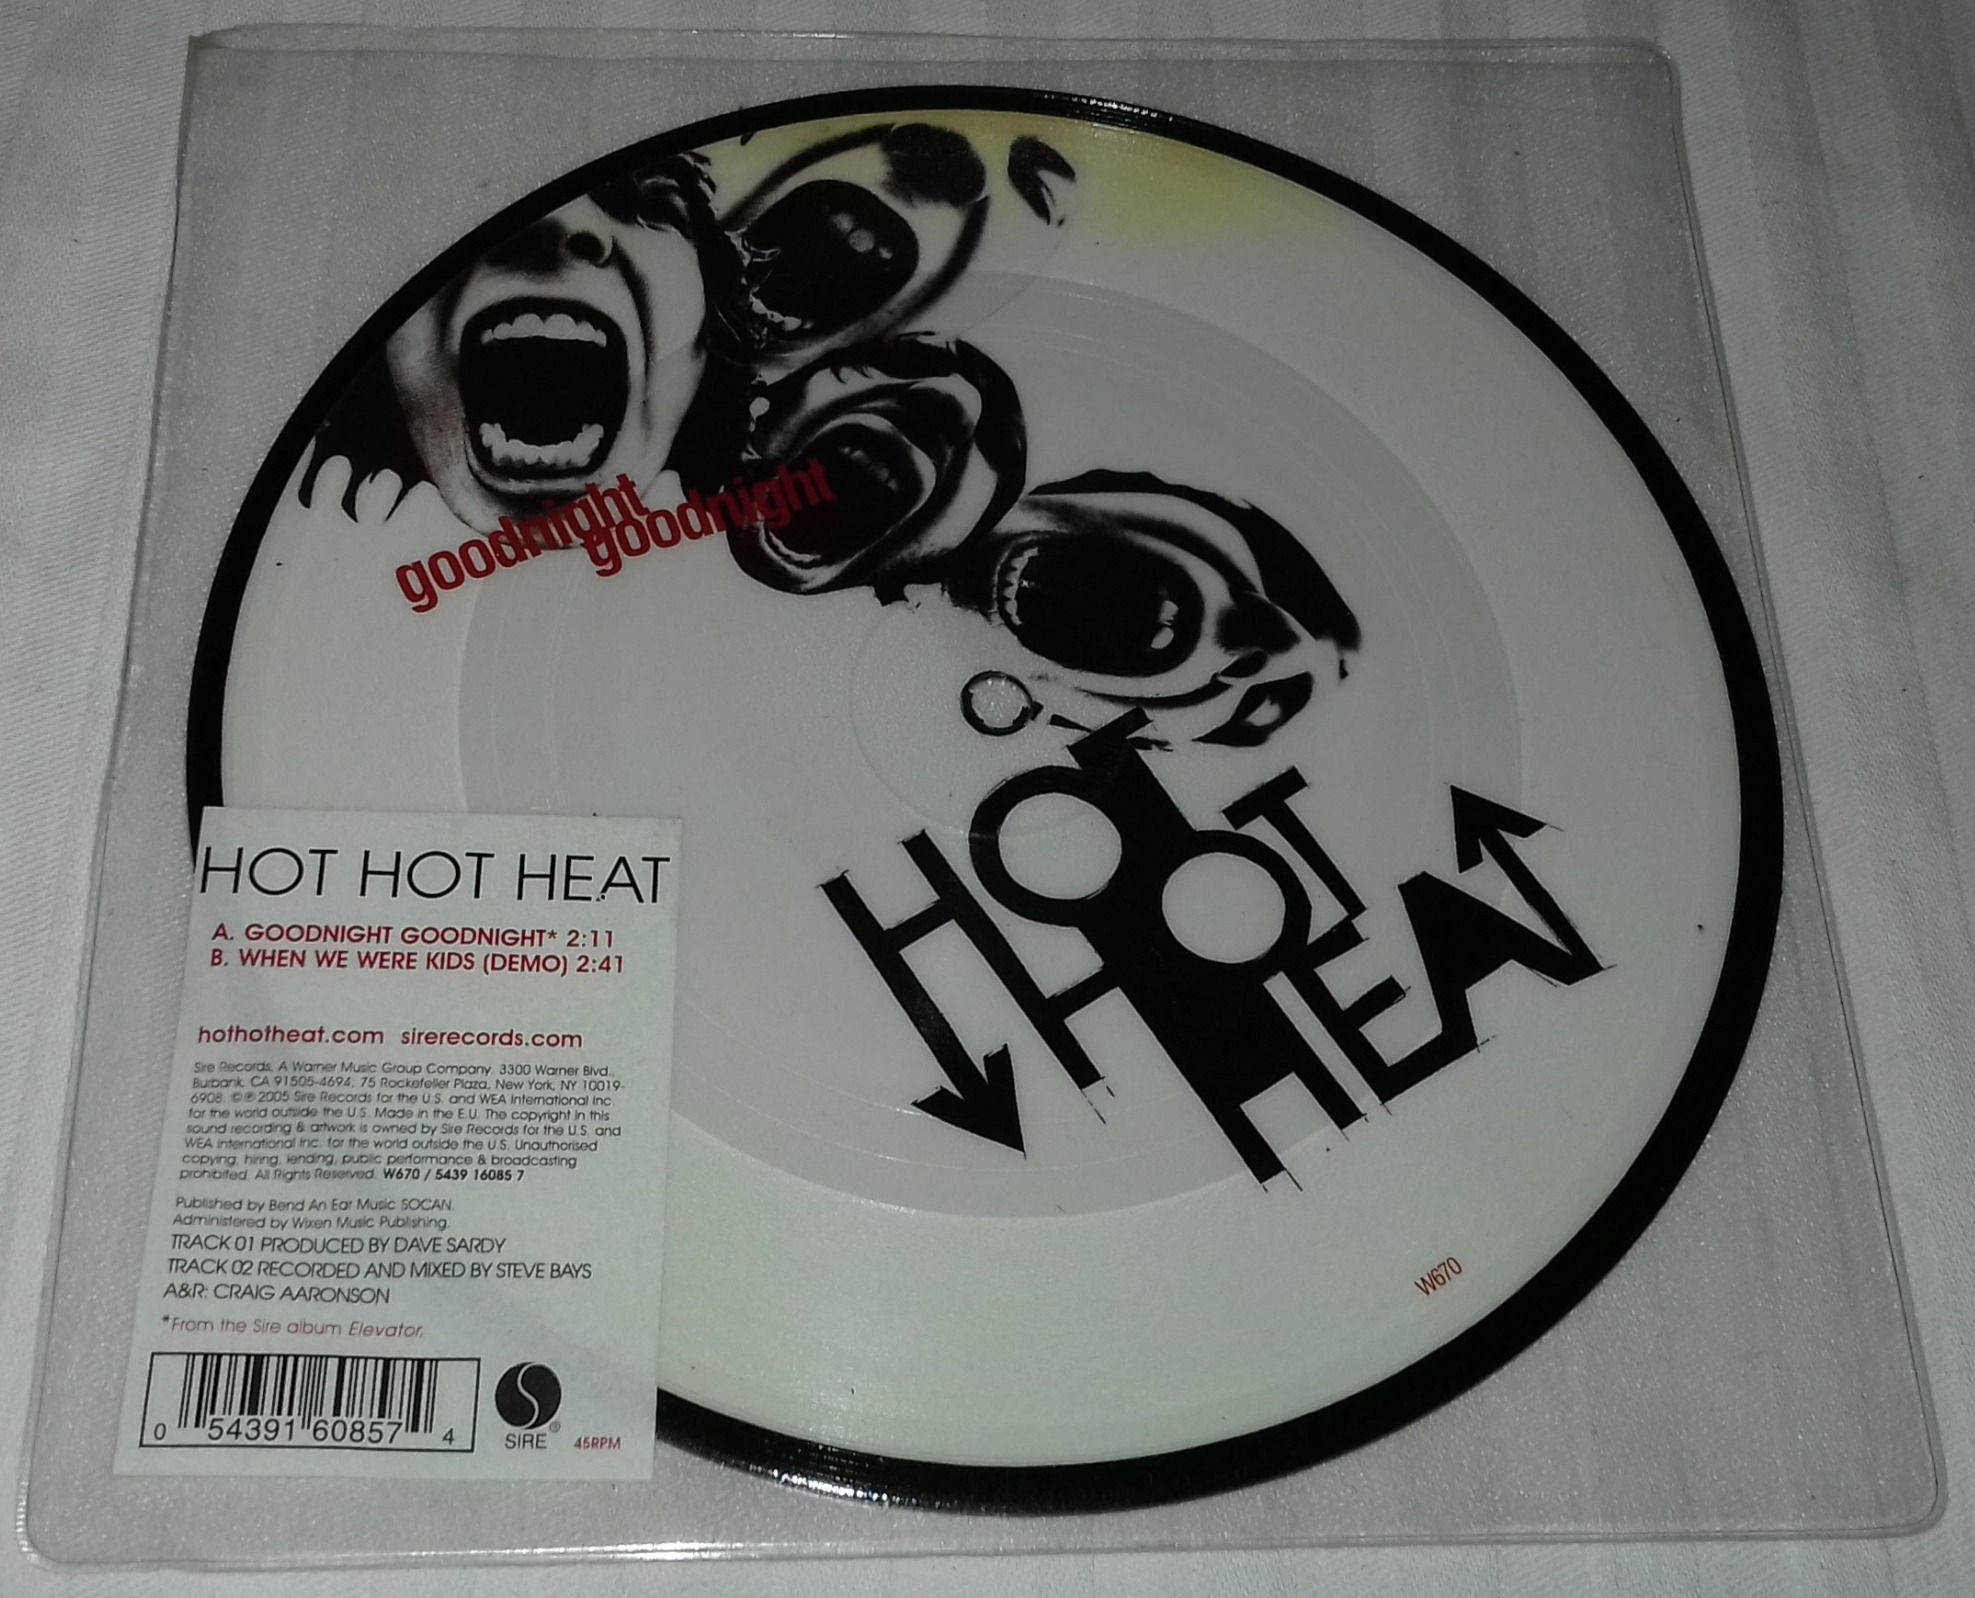 goodnight
goodnight
HOT
HOT
HEAT
W670
HOT HOT HEAT
A. GOODNIGHT GOODNIGHT* 2:11
B. WHEN WE WERE KIDS (DEMO) 2:41
hothotheat.com sirerecords.com
Sire Records, A Warner Music Group Company, 3300 Warner Blvd.,
Burbank, CA 91505-4694, 75 Rockefeller Plaza, New York, NY 10019-
6908. © ℗ 2005 Sire Records for the U.S. and WEA International Inc.
for the world outside the U.S. Made in the E.U. The copyright in this
sound recording & artwork is owned by Sire Records for the U.S. and
WEA International Inc. for the world outside the U.S. Unauthorised
copying, hiring, lending, public performance & broadcasting
prohibited. All Rights Reserved. W670 / 5439 16085 7
Published by Bend An Ear Music SOCAN.
Administered by Wixen Music Publishing.
TRACK 01 PRODUCED BY DAVE SARDY
TRACK 02 RECORDED AND MIXED BY STEVE BAYS
A&R: CRAIG AARONSON
*From the Sire album Elevator.
0 54391 60857 4
SIRE ® 45RPM